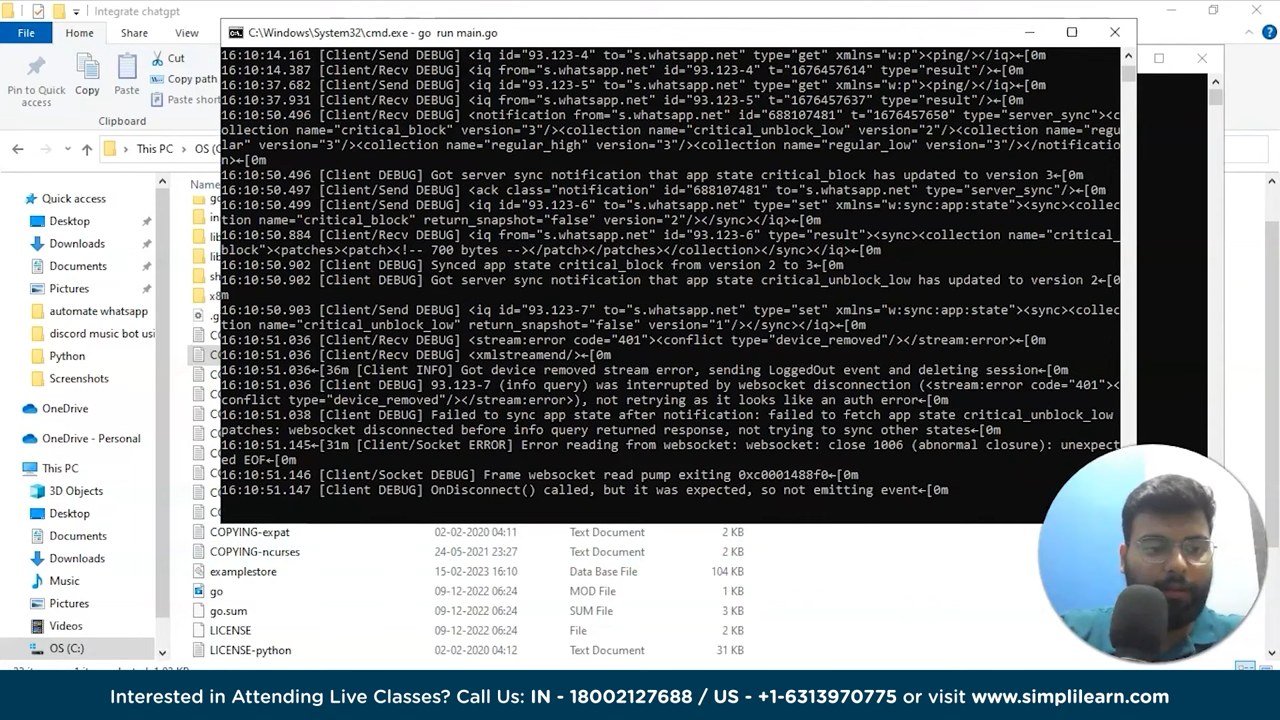 Integrate chatgpt
File
Home
Share
View
Pin to Quick
access
Copy
Paste
Cut
Copy path
Paste short
Clipboard
This PC
OS (C
Quick access
Desktop
Downloads
Documents
Pictures
automate whatsapp
discord music bot usi
Python
Screenshots
OneDrive
OneDrive - Personal
This PC
3D Objects
Desktop
Documents
Downloads
Music
Pictures
Videos
OS (C:)
Name
C:\Windows\System32\cmd.exe - go run main.go
16:10:14.161 [Client/Send DEBUG] <iq id="93.123-4" to="s.whatsapp.net" type="get" xmlns="w:p"><ping/></iq>←[0m
16:10:14.387 [Client/Recv DEBUG] <iq from="s.whatsapp.net" id="93.123-4" t="1676457614" type="result"/>←[0m
16:10:37.682 [Client/Send DEBUG] <iq id="93.123-5" to="s.whatsapp.net" type="get" xmlns="w:p"><ping/></iq>←[0m
16:10:37.931 [Client/Recv DEBUG] <iq from="s.whatsapp.net" id="93.123-5" t="1676457637" type="result"/>←[0m
16:10:50.496 [Client/Recv DEBUG] <notification from="s.whatsapp.net" id="688107481" t="1676457650" type="server_sync"><c
ollection name="critical_block" version="3"/><collection name="critical_unblock_low" version="2"/><collection name="regu
lar" version="3"/><collection name="regular_high" version="3"/><collection name="regular_low" version="3"/></notificatio
n>←[0m
16:10:50.496 [Client DEBUG] Got server sync notification that app state critical_block has updated to version 3←[0m
16:10:50.497 [Client/Send DEBUG] <ack class="notification" id="688107481" to="s.whatsapp.net" type="server_sync"/>←[0m
16:10:50.499 [Client/Send DEBUG] <iq id="93.123-6" to="s.whatsapp.net" type="set" xmlns="w:sync:app:state"><sync><collec
tion name="critical_block" return_snapshot="false" version="2"/></sync></iq>←[0m
16:10:50.884 [Client/Recv DEBUG] <iq from="s.whatsapp.net" id="93.123-6" type="result"><sync><collection name="critical_
block"><patches><patch><!-- 700 bytes --></patch></patches></collection></sync></iq>←[0m
16:10:50.902 [Client DEBUG] Synced app state critical_block from version 2 to 3←[0m
16:10:50.902 [Client DEBUG] Got server sync notification that app state critical_unblock_low has updated to version 2←[0
m
16:10:50.903 [Client/Send DEBUG] <iq id="93.123-7" to="s.whatsapp.net" type="set" xmlns="w:sync:app:state"><sync><collec
tion name="critical_unblock_low" return_snapshot="false" version="1"/></sync></iq>←[0m
16:10:51.036 [Client/Recv DEBUG] <stream:error code="401"><conflict type="device_removed"/></stream:error>←[0m
16:10:51.036 [Client/Recv DEBUG] <xmlstreamend/>←[0m
16:10:51.036←[36m [Client INFO] Got device removed stream error, sending LoggedOut event and deleting session←[0m
16:10:51.036 [Client DEBUG] 93.123-7 (info query) was interrupted by websocket disconnection (<stream:error code="401"><
conflict type="device_removed"/></stream:error>), not retrying as it looks like an auth error←[0m
16:10:51.038 [Client DEBUG] Failed to sync app state after notification: failed to fetch app state critical_unblock_low
patches: websocket disconnected before info query returned response, not trying to sync other states←[0m
16:10:51.145←[31m [Client/Socket ERROR] Error reading from websocket: websocket: close 1006 (abnormal closure): unexpect
ed EOF←[0m
16:10:51.146 [Client/Socket DEBUG] Frame websocket read pump exiting 0xc0001488f0←[0m
16:10:51.147 [Client DEBUG] OnDisconnect() called, but it was expected, so not emitting event←[0m
COPYING-expat 02-02-2020 04:11 Text Document 2 KB
COPYING-ncurses 24-05-2021 23:27 Text Document 2 KB
examplestore 15-02-2023 16:10 Data Base File 104 KB
go 09-12-2022 06:24 MOD File 1 KB
go.sum 09-12-2022 06:24 SUM File 3 KB
LICENSE 09-12-2022 06:24 File 2 KB
LICENSE-python 02-02-2020 04:12 Text Document 31 KB
Interested in Attending Live Classes? Call Us: IN - 18002127688 / US - +1-6313970775 or visit www.simplilearn.com